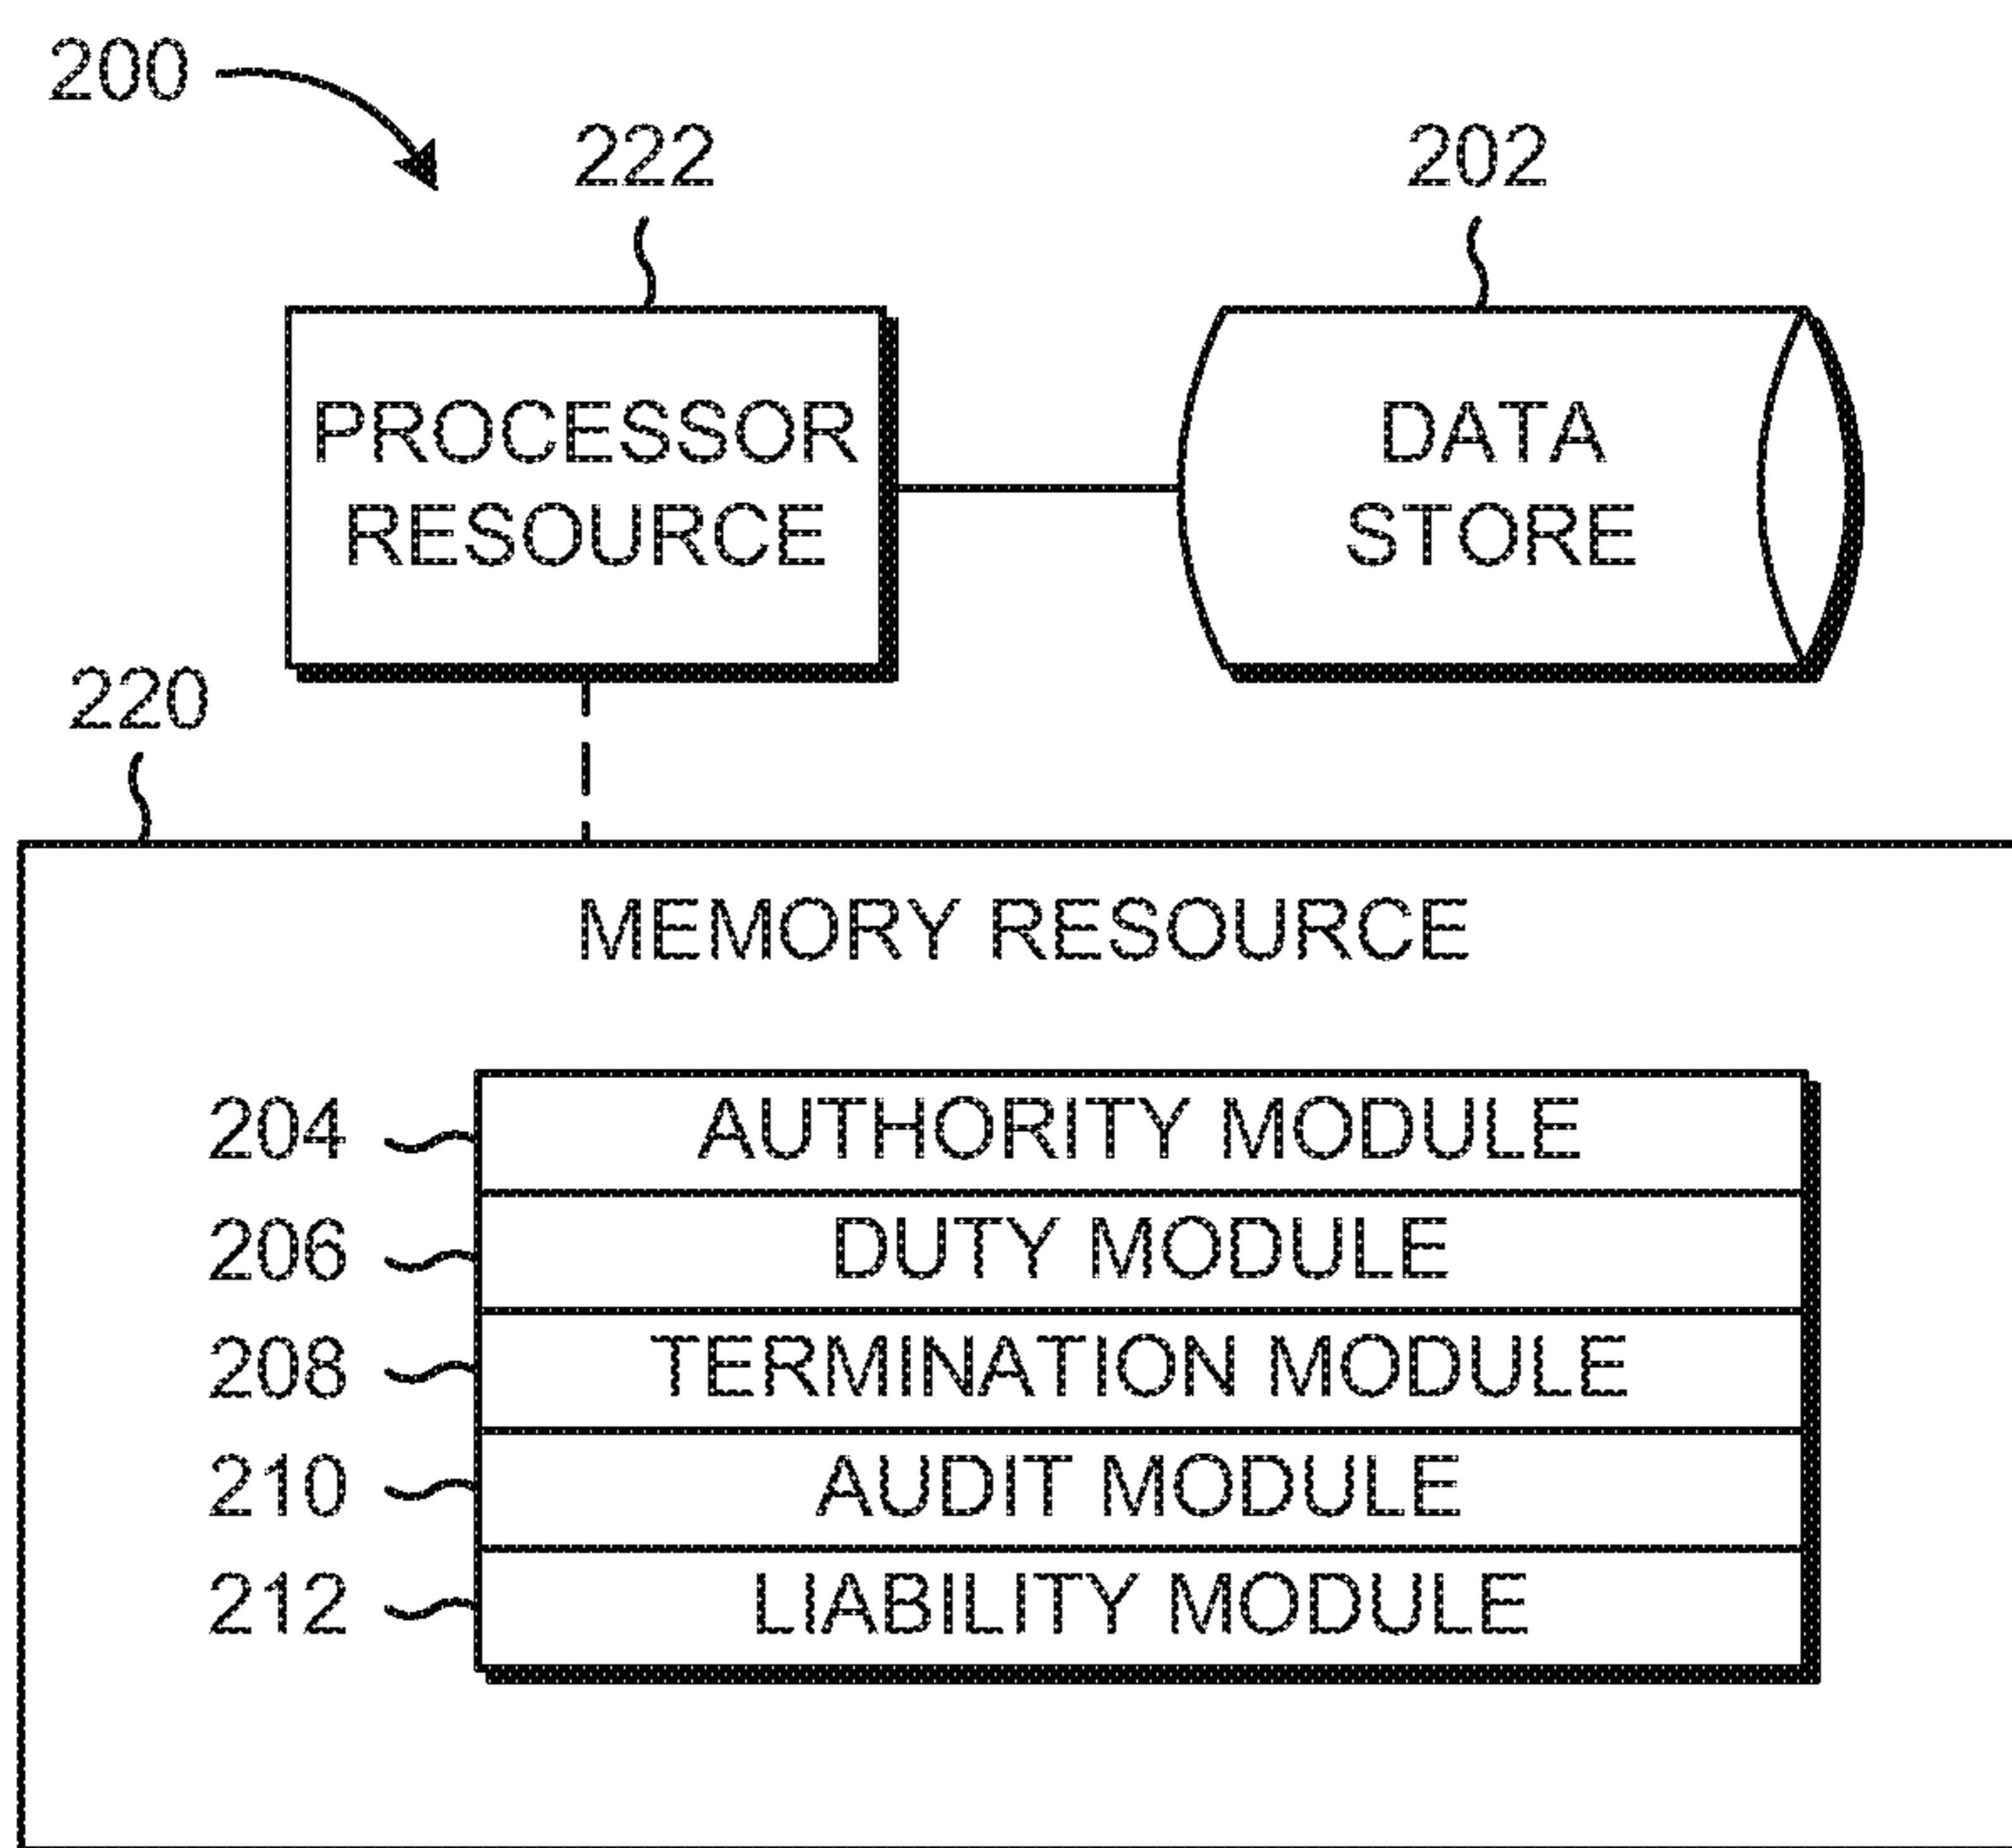 200
222
202
PROCESSOR
RESOURCE
DATA
STORE
220
MEMORY RESOURCE
204 AUTHORITY MODULE
206 DUTY MODULE
208 TERMINATION MODULE
210 AUDIT MODULE
212 LIABILITY MODULE